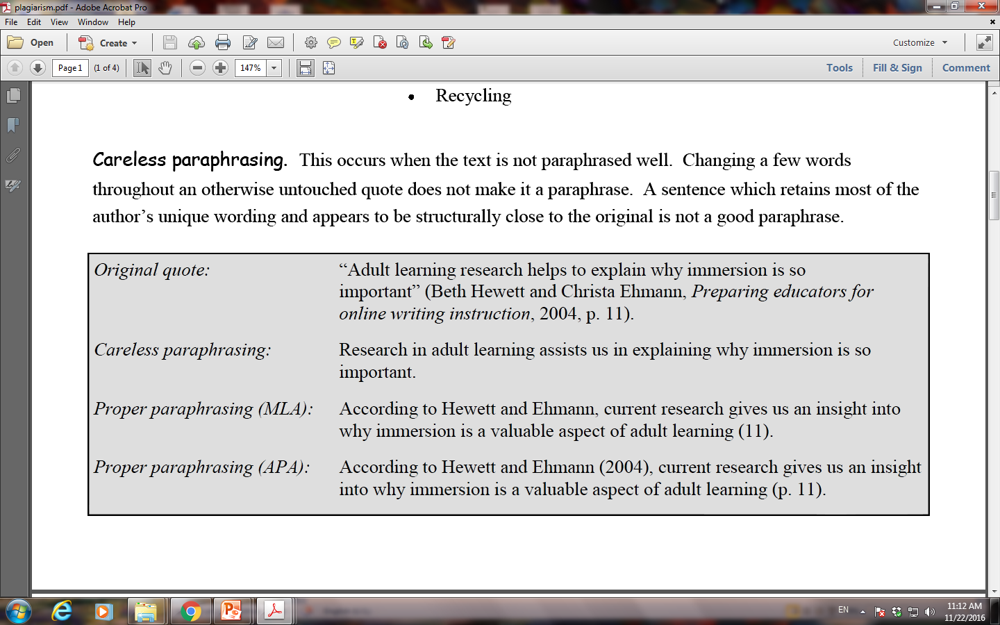 plagiarism.pdf - Adobe Acrobat Pro
File Edit View Window Help
Open Create Customize
Page 1 (1 of 4) 147% Tools Fill & Sign Comment
• Recycling
Careless paraphrasing. This occurs when the text is not paraphrased well. Changing a few words
throughout an otherwise untouched quote does not make it a paraphrase. A sentence which retains most of the
author’s unique wording and appears to be structurally close to the original is not a good paraphrase.
Original quote: “Adult learning research helps to explain why immersion is so
important” (Beth Hewett and Christa Ehmann, Preparing educators for
online writing instruction, 2004, p. 11).
Careless paraphrasing: Research in adult learning assists us in explaining why immersion is so
important.
Proper paraphrasing (MLA): According to Hewett and Ehmann, current research gives us an insight into
why immersion is a valuable aspect of adult learning (11).
Proper paraphrasing (APA): According to Hewett and Ehmann (2004), current research gives us an insight
into why immersion is a valuable aspect of adult learning (p. 11).
EN 11:12 AM
11/22/2016